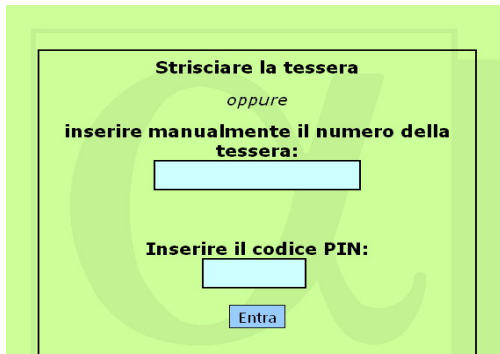 Strisciare la tessera
oppure
inserire manualmente il numero della
tessera:
Inserire il codice PIN:
Entra